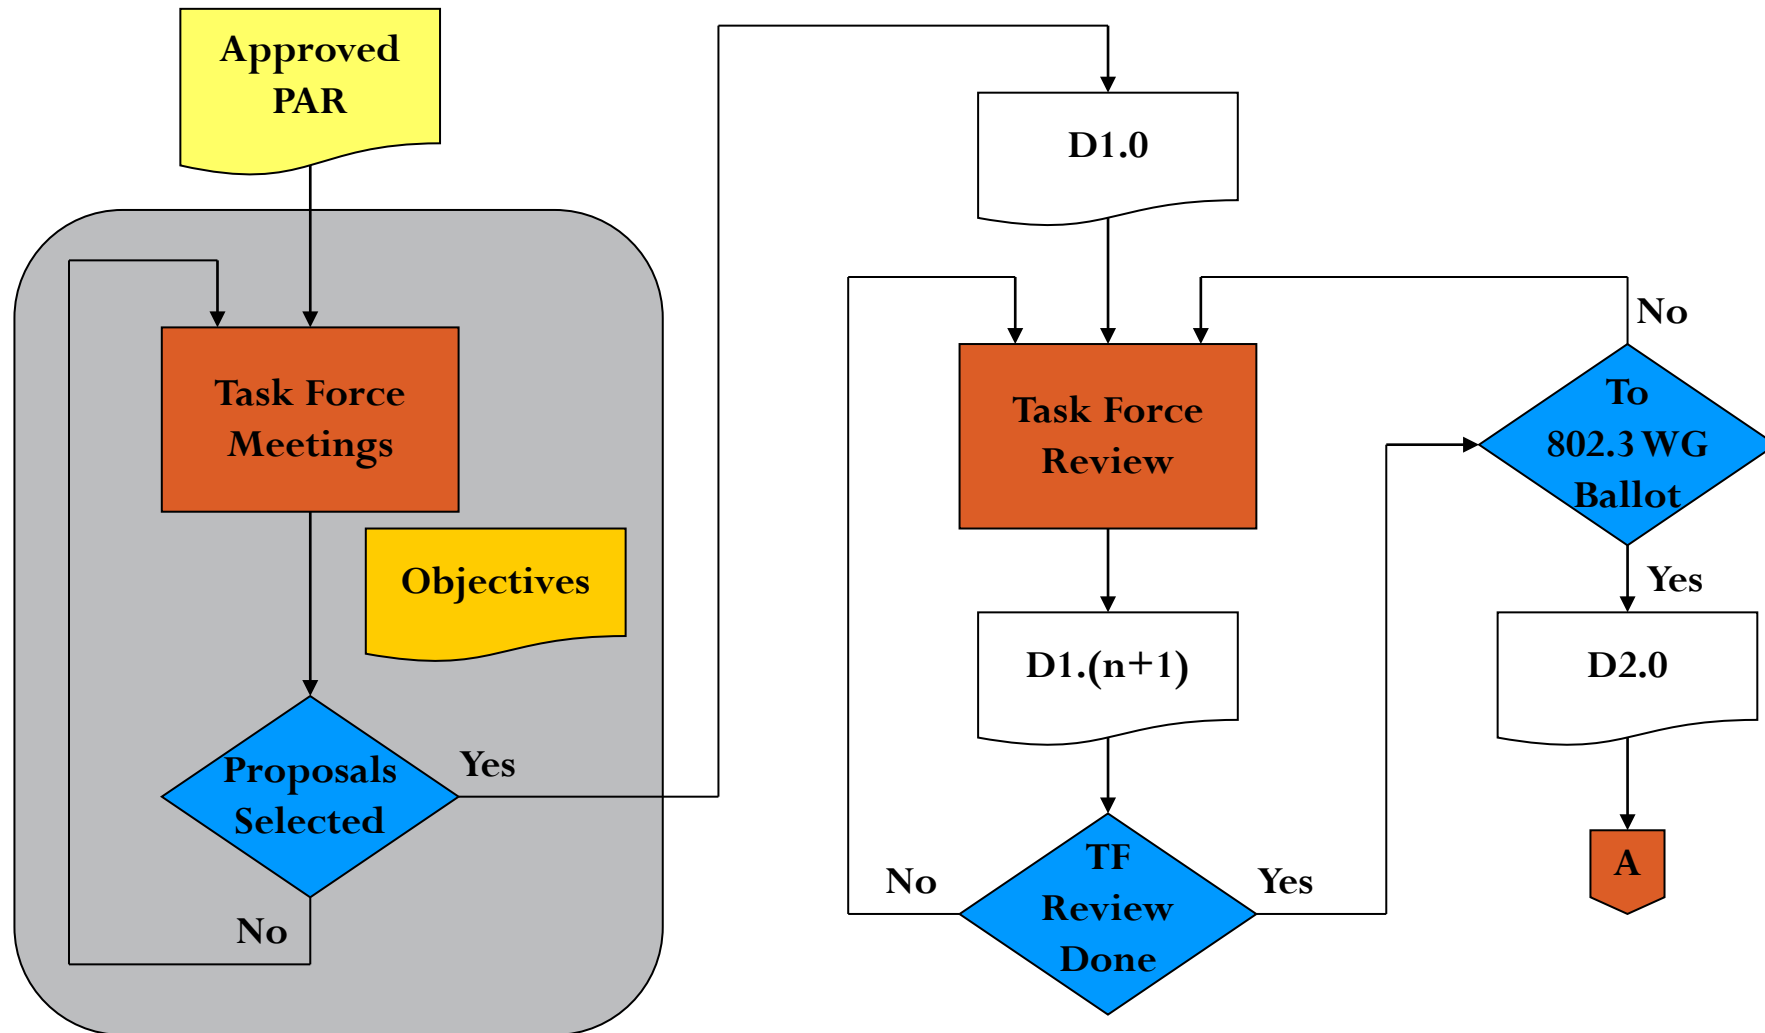 Approved
PAR
Task Force
Meetings
Objectives
Proposals
Selected
Yes
No
D1.0
Task Force
Review
D1.(n+1)
TF
Review
Done
No
Yes
To
802.3 WG
Ballot
No
Yes
D2.0
A